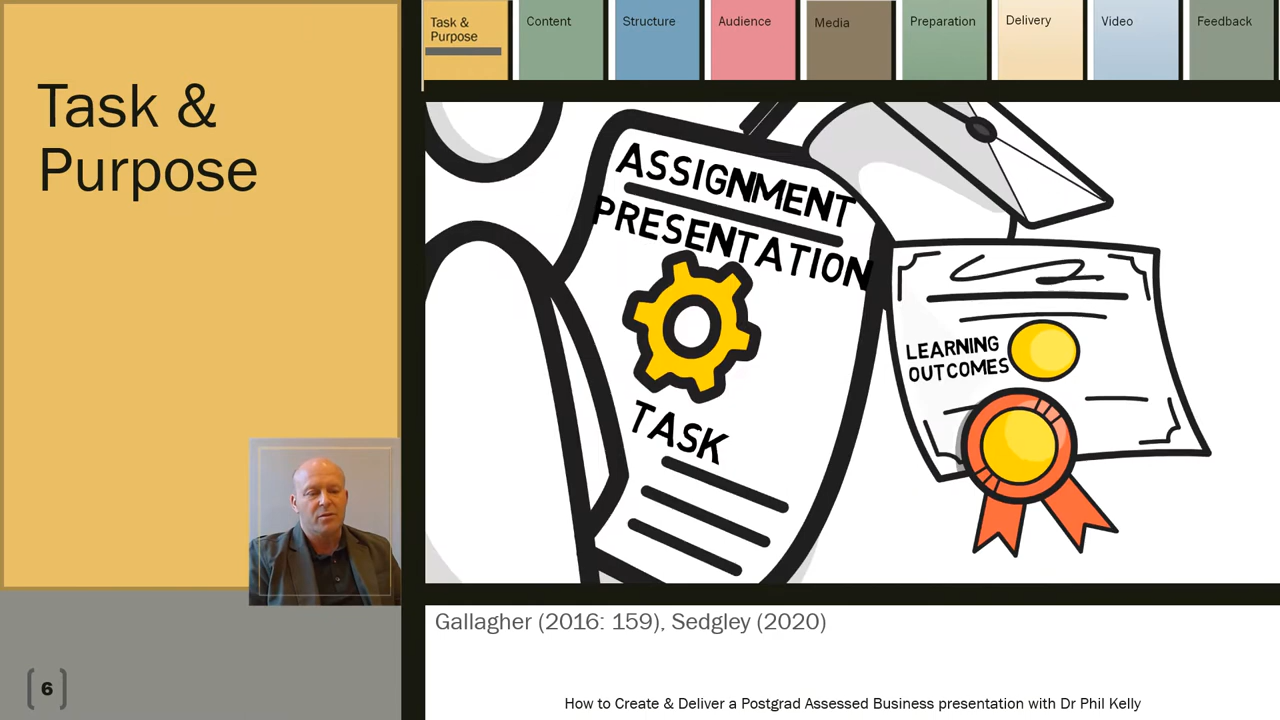 Task &
Purpose
Content
Structure
Audience
Media
Preparation
Delivery
Video
Feedback
Task &
Purpose
ASSIGNMENT
PRESENTATION
TASK
LEARNING
OUTCOMES
Gallagher (2016: 159), Sedgley (2020)
[6]
How to Create & Deliver a Postgrad Assessed Business presentation with Dr Phil Kelly